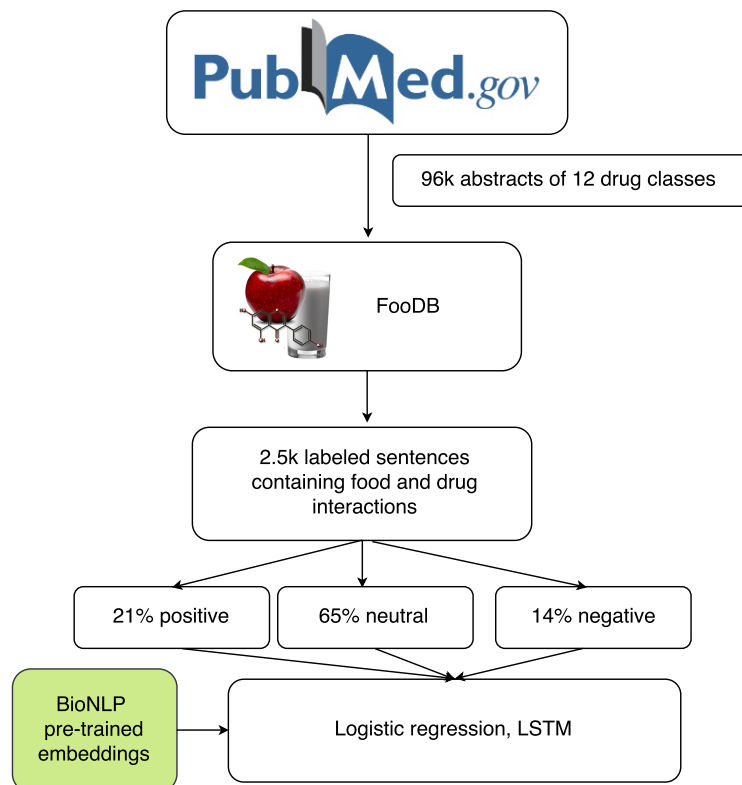 PubMed.gov
96k abstracts of 12 drug classes
FooDB
2.5k labeled sentences
containing food and drug
interactions
21% positive
65% neutral
14% negative
BioNLP
pre-trained
embeddings
Logistic regression, LSTM